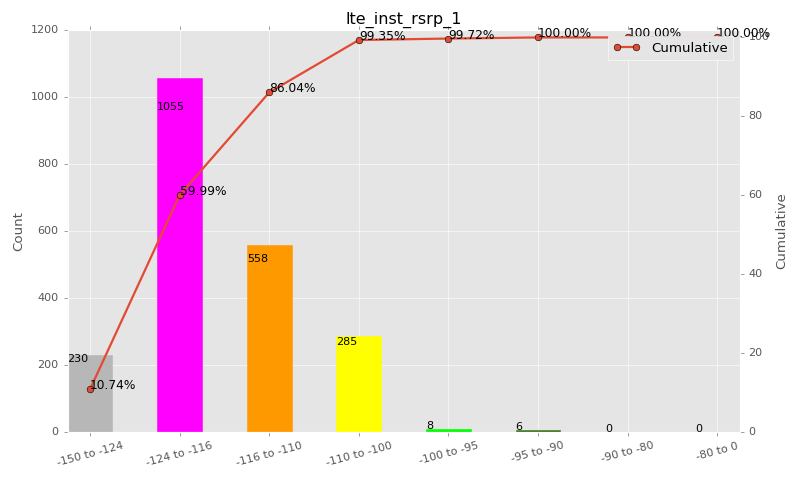 lte_inst_rsrp_1
1200
1000
800
600
400
200
0
Count
230
1055
558
285
8
6
0
0
10.74%
59.99%
86.04%
99.35%
99.72%
100.00%
100.00%
100.00%
Cumulative
100
80
60
40
20
0
Cumulative
-150 to -124
-124 to -116
-116 to -110
-110 to -100
-100 to -95
-95 to -90
-90 to -80
-80 to 0